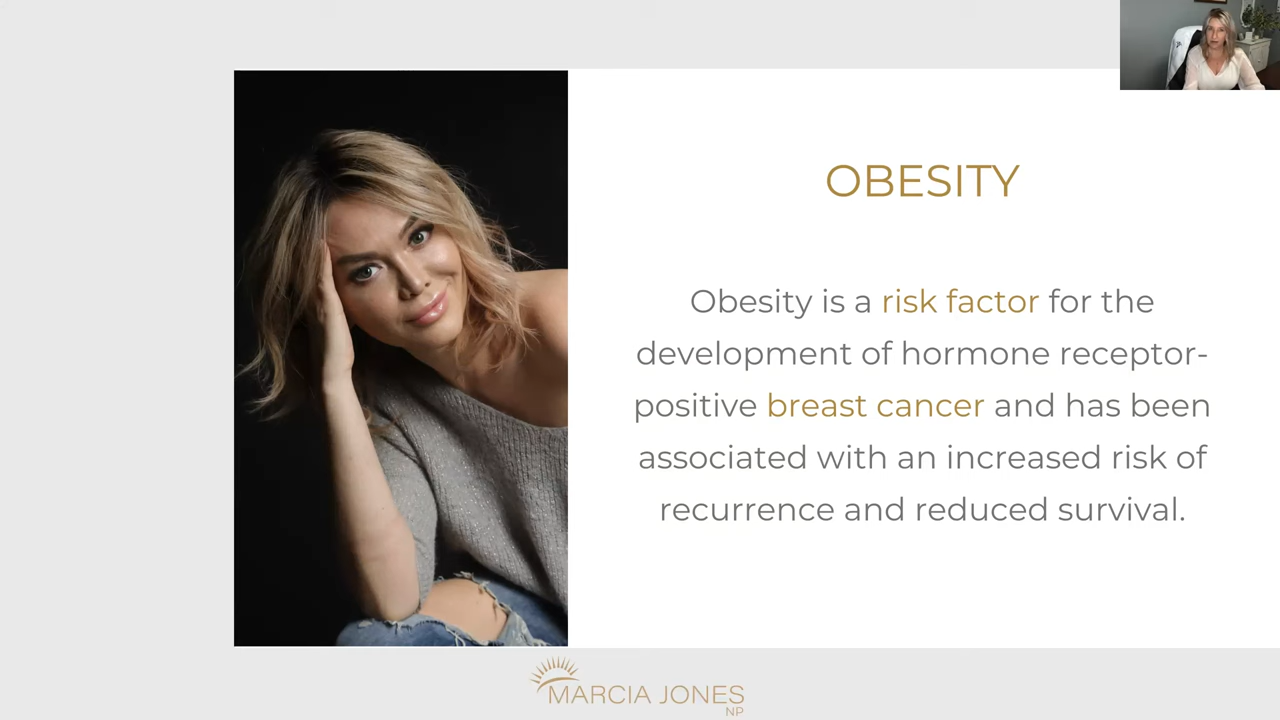 OBESITY
Obesity is a risk factor for the
development of hormone receptor-
positive breast cancer and has been
associated with an increased risk of
recurrence and reduced survival.
MARCIA JONES
NP